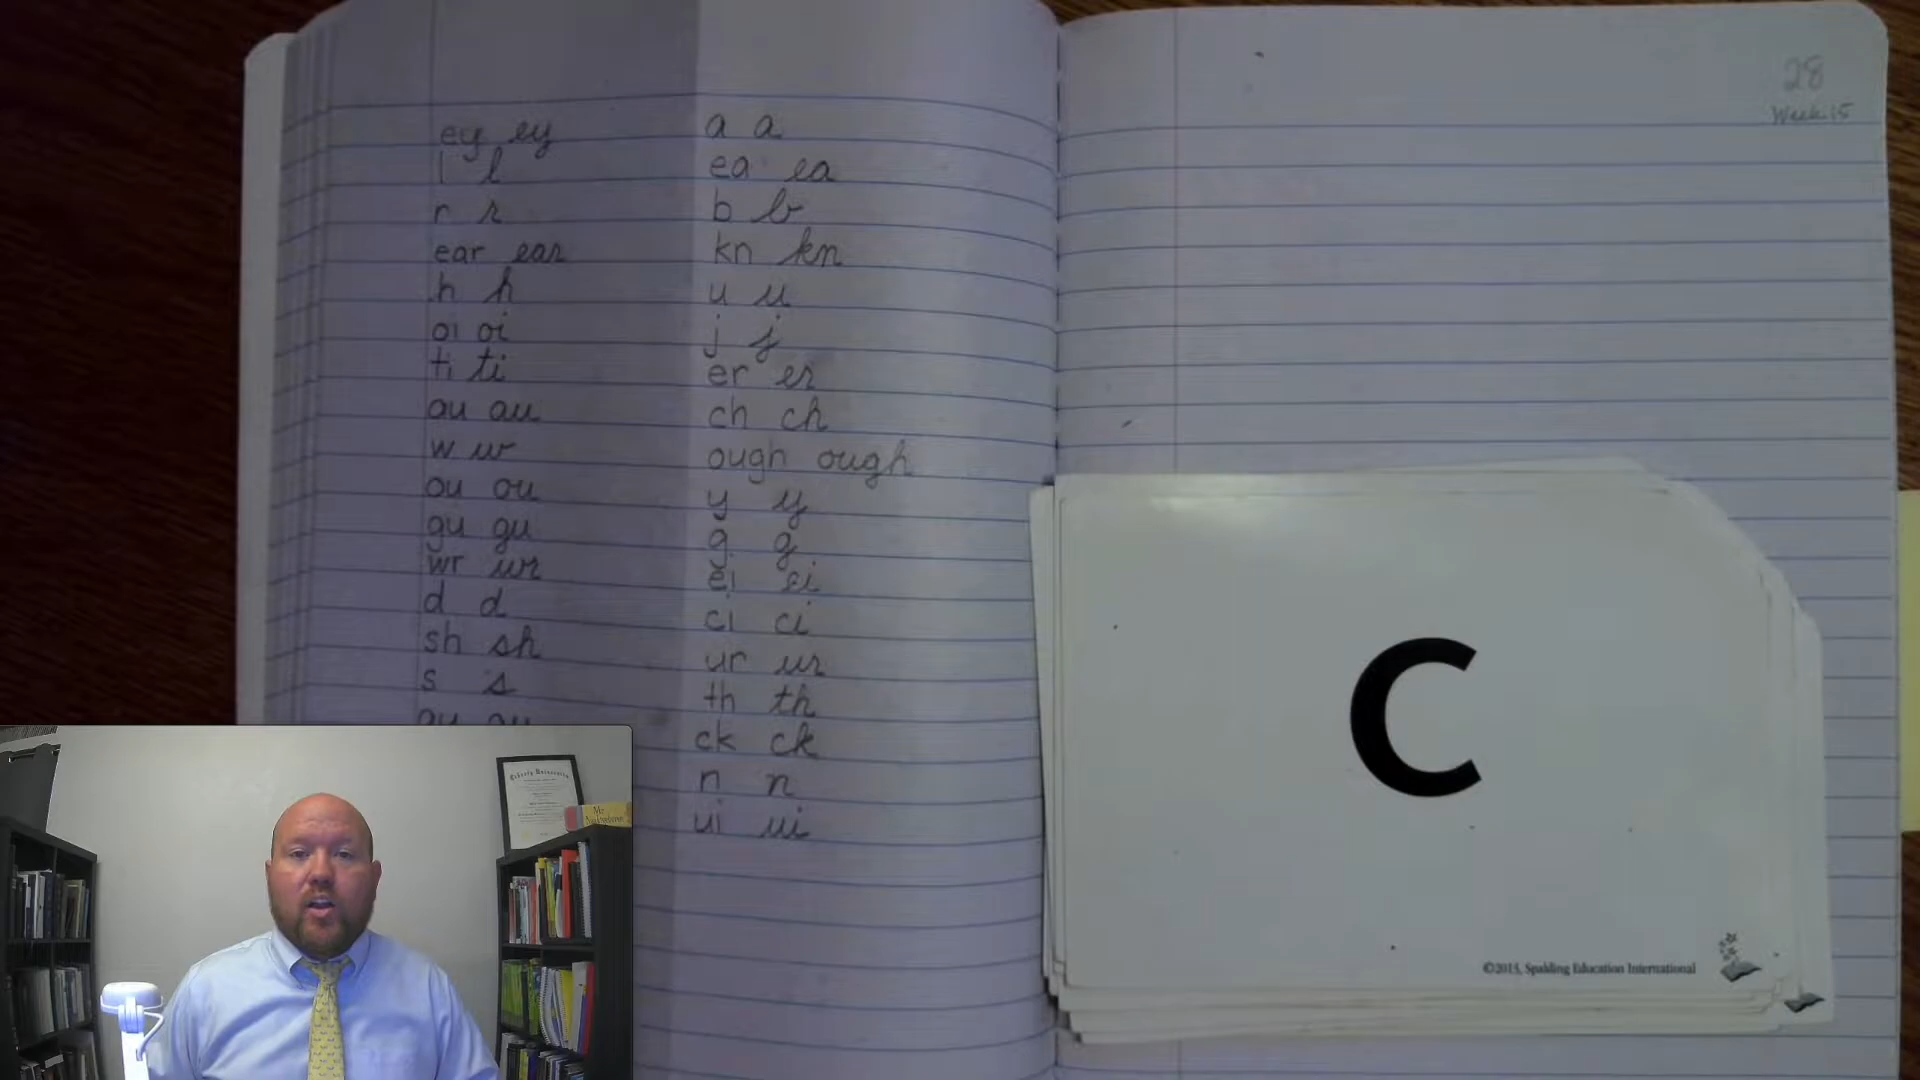 ey ey
l l
r r
ear ear
h h
oi oi
ti ti
au au
w w
ou ou
gu gu
wr wr
d d
sh sh
s s
a a
ea ea
b b
kn kn
u u
j j
er er
ch ch
ough ough
y y
g g
ei ei
ci ci
ur ur
th th
ck ck
n n
ui ui
28
Week 15
C
©2013, Spalding Education International
Mr